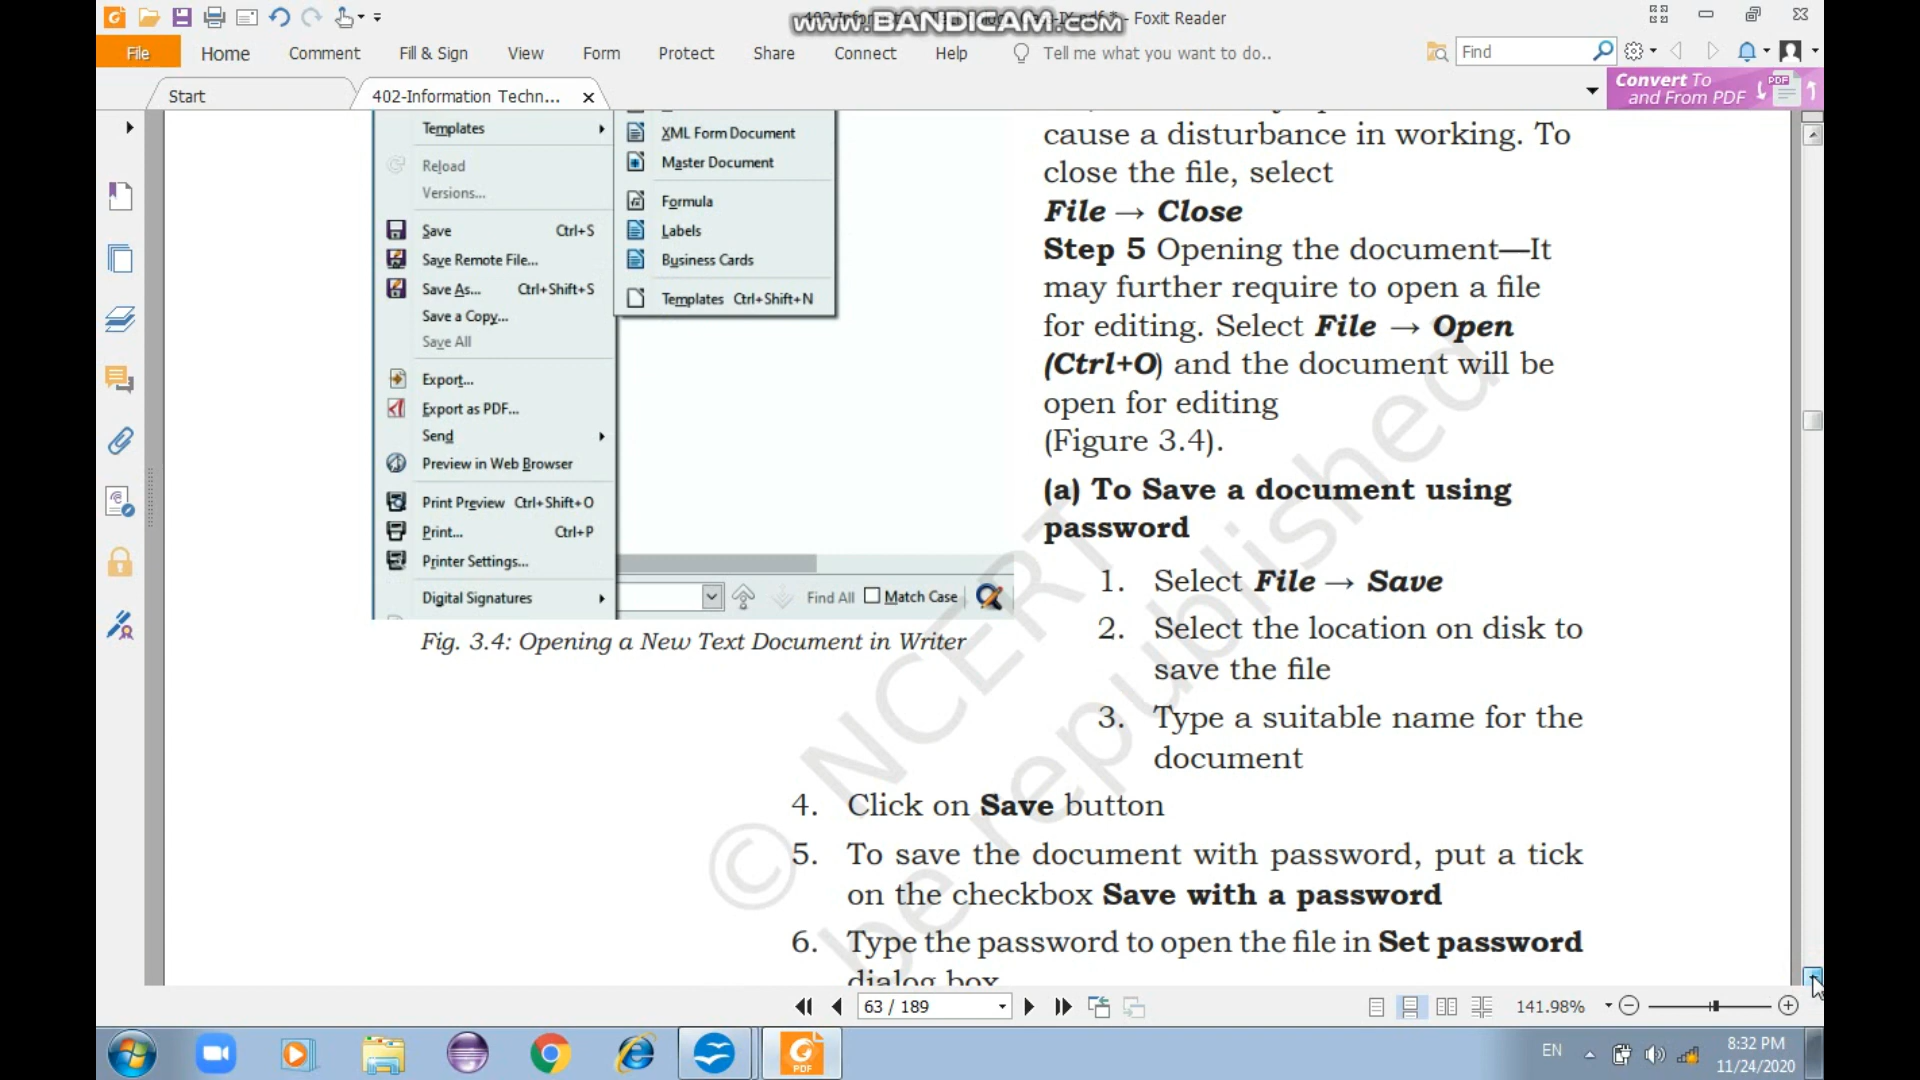 www.BANDICAM.com
- Foxit Reader
File
Home
Comment
Fill & Sign
View
Form
Protect
Share
Connect
Help
Tell me what you want to do..
Find
Start
402-Information Techn...
Convert To
and From PDF
PDF
Templates
Reload
Versions...
Save Ctrl+S
Save Remote File...
Save As... Ctrl+Shift+S
Save a Copy...
Save All
Export...
Export as PDF...
Send
Preview in Web Browser
Print Preview Ctrl+Shift+O
Print... Ctrl+P
Printer Settings...
Digital Signatures
XML Form Document
Master Document
Formula
Labels
Business Cards
Templates Ctrl+Shift+N
Find All Match Case
Fig. 3.4: Opening a New Text Document in Writer
cause a disturbance in working. To
close the file, select
File → Close
Step 5 Opening the document—It
may further require to open a file
for editing. Select File → Open
(Ctrl+O) and the document will be
open for editing
(Figure 3.4).
(a) To Save a document using
password
1. Select File → Save
2. Select the location on disk to
save the file
3. Type a suitable name for the
document
4. Click on Save button
5. To save the document with password, put a tick
on the checkbox Save with a password
6. Type the password to open the file in Set password
dialog box
© NCERT
be republished
63 / 189
141.98%
EN
8:32 PM
11/24/2020